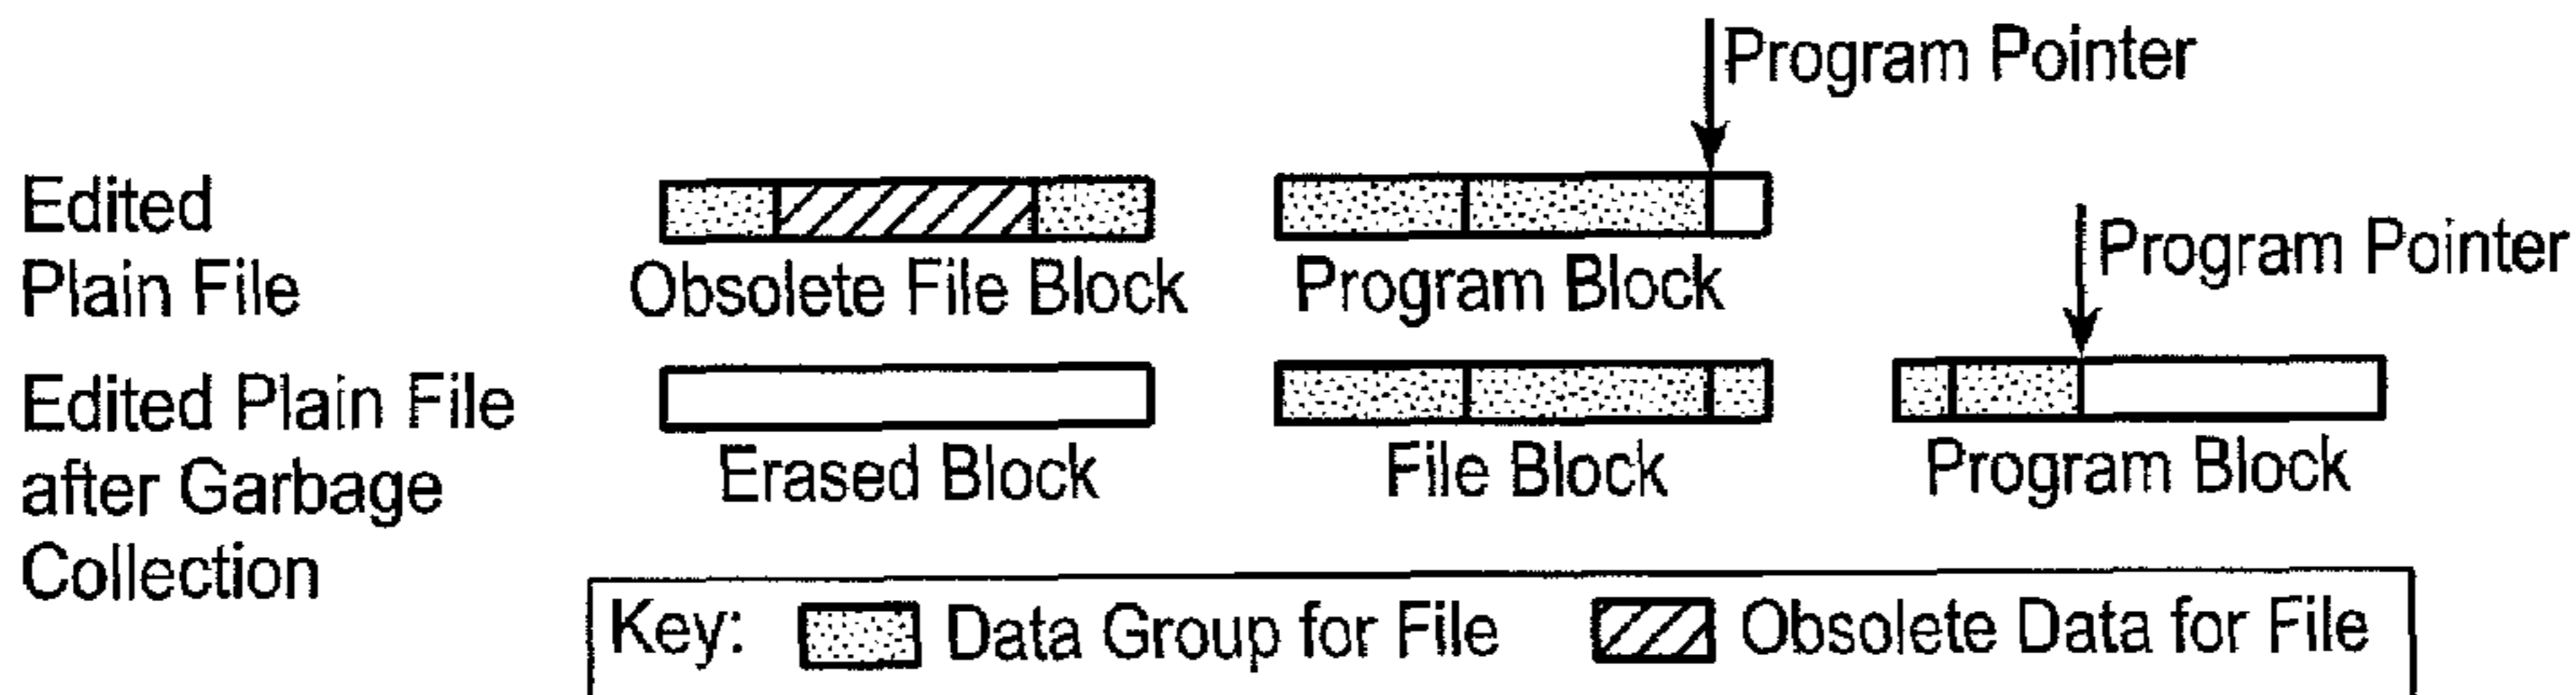 Program Pointer
Edited
Plain File
Obsolete File Block
Program Block
Program Pointer
Edited Plain File
after Garbage
Collection
Erased Block
File Block
Program Block
Key: Data Group for File Obsolete Data for File